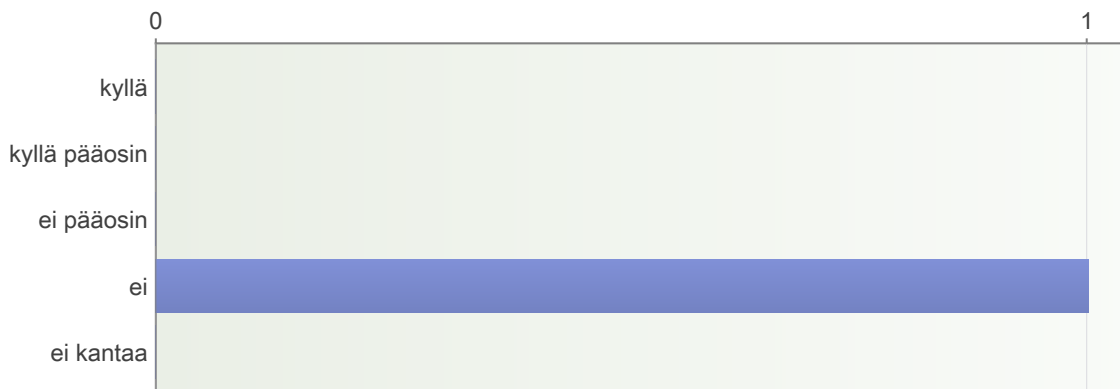 0 1
kyllä
kyllä pääosin
ei pääosin
ei
ei kantaa